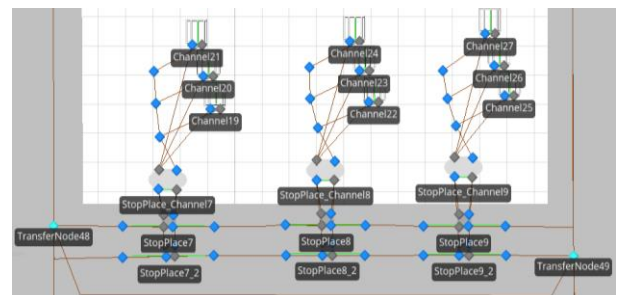 Channel21
Channel24
Channel27
Channel20
Channel23
Channel26
Channel19
Channel22
Channel25
StopPlace_Channel7
StopPlace_Channel8
StopPlace_Channel9
TransferNode48
StopPlace7
StopPlace8
StopPlace9
TransferNode49
StopPlace7_2
StopPlace8_2
StopPlace9_2